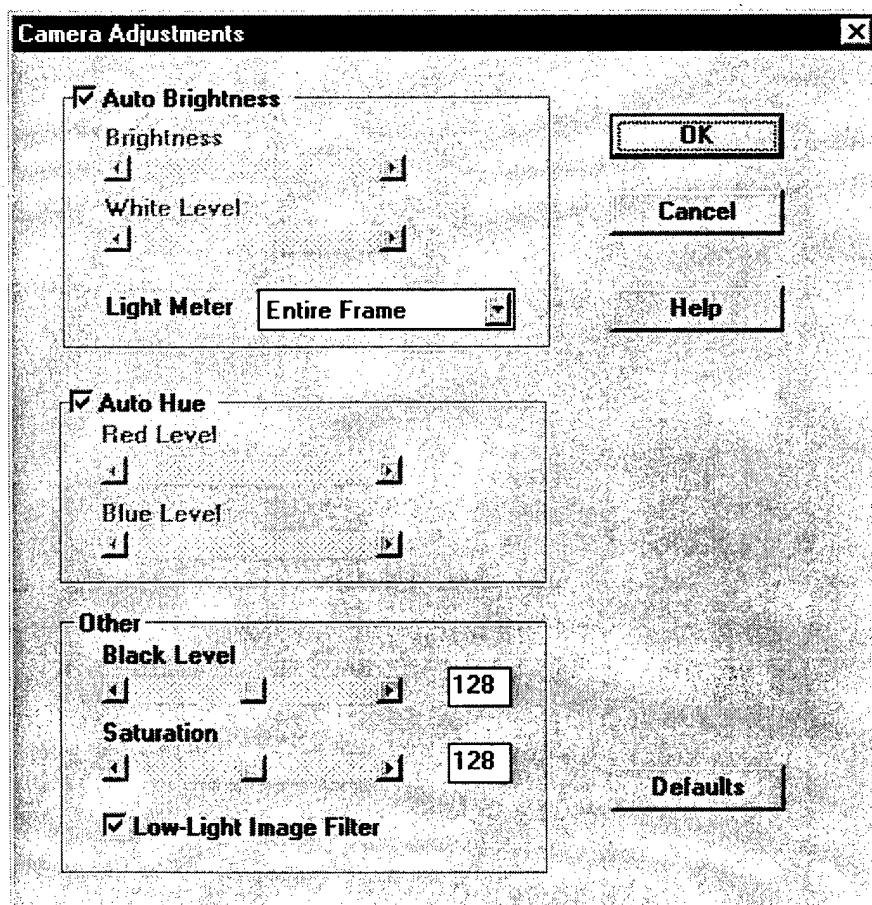 Camera Adjustments
Auto Brightness
Brightness
White Level
Light Meter Entire Frame
OK
Cancel
Help
Auto Hue
Red Level
Blue Level
Other
Black Level
128
Saturation
128
Low-Light Image Filter
Defaults